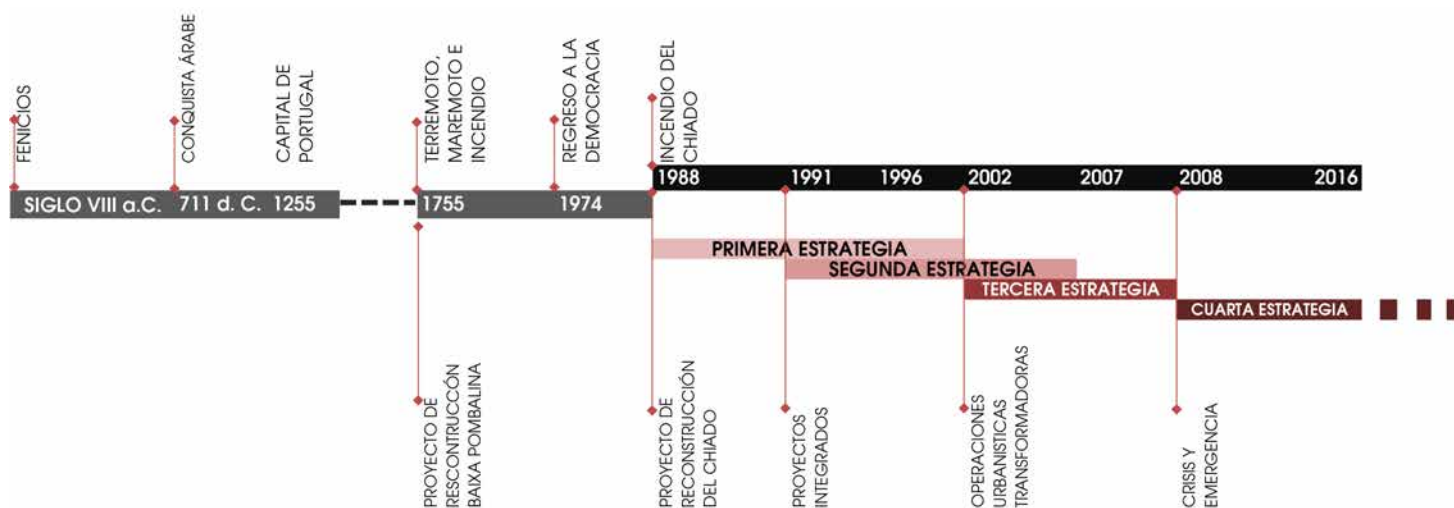 FENICIOS
CONQUISTA ÁRABE
CAPITAL DE
PORTUGAL
TERREMOTO,
MAREMOTO E
INCENDIO
REGRESO A LA
DEMOCRACIA
INCENDIO DEL
CHIADO
SIGLO VIII a.C.
711 d. C.
1255
1755
1974
1988
1991
1996
2002
2007
2008
2016
PRIMERA ESTRATEGIA
SEGUNDA ESTRATEGIA
TERCERA ESTRATEGIA
CUARTA ESTRATEGIA
PROYECTO DE
RESCONTRUCCÓN
BAIXA POMBALINA
PROYECTO DE
RECONSTRUCCIÓN
DEL CHIADO
PROYECTOS
INTEGRADOS
OPERACIONES
URBANISTICAS
TRANSFORMADORAS
CRISIS Y
EMERGENCIA